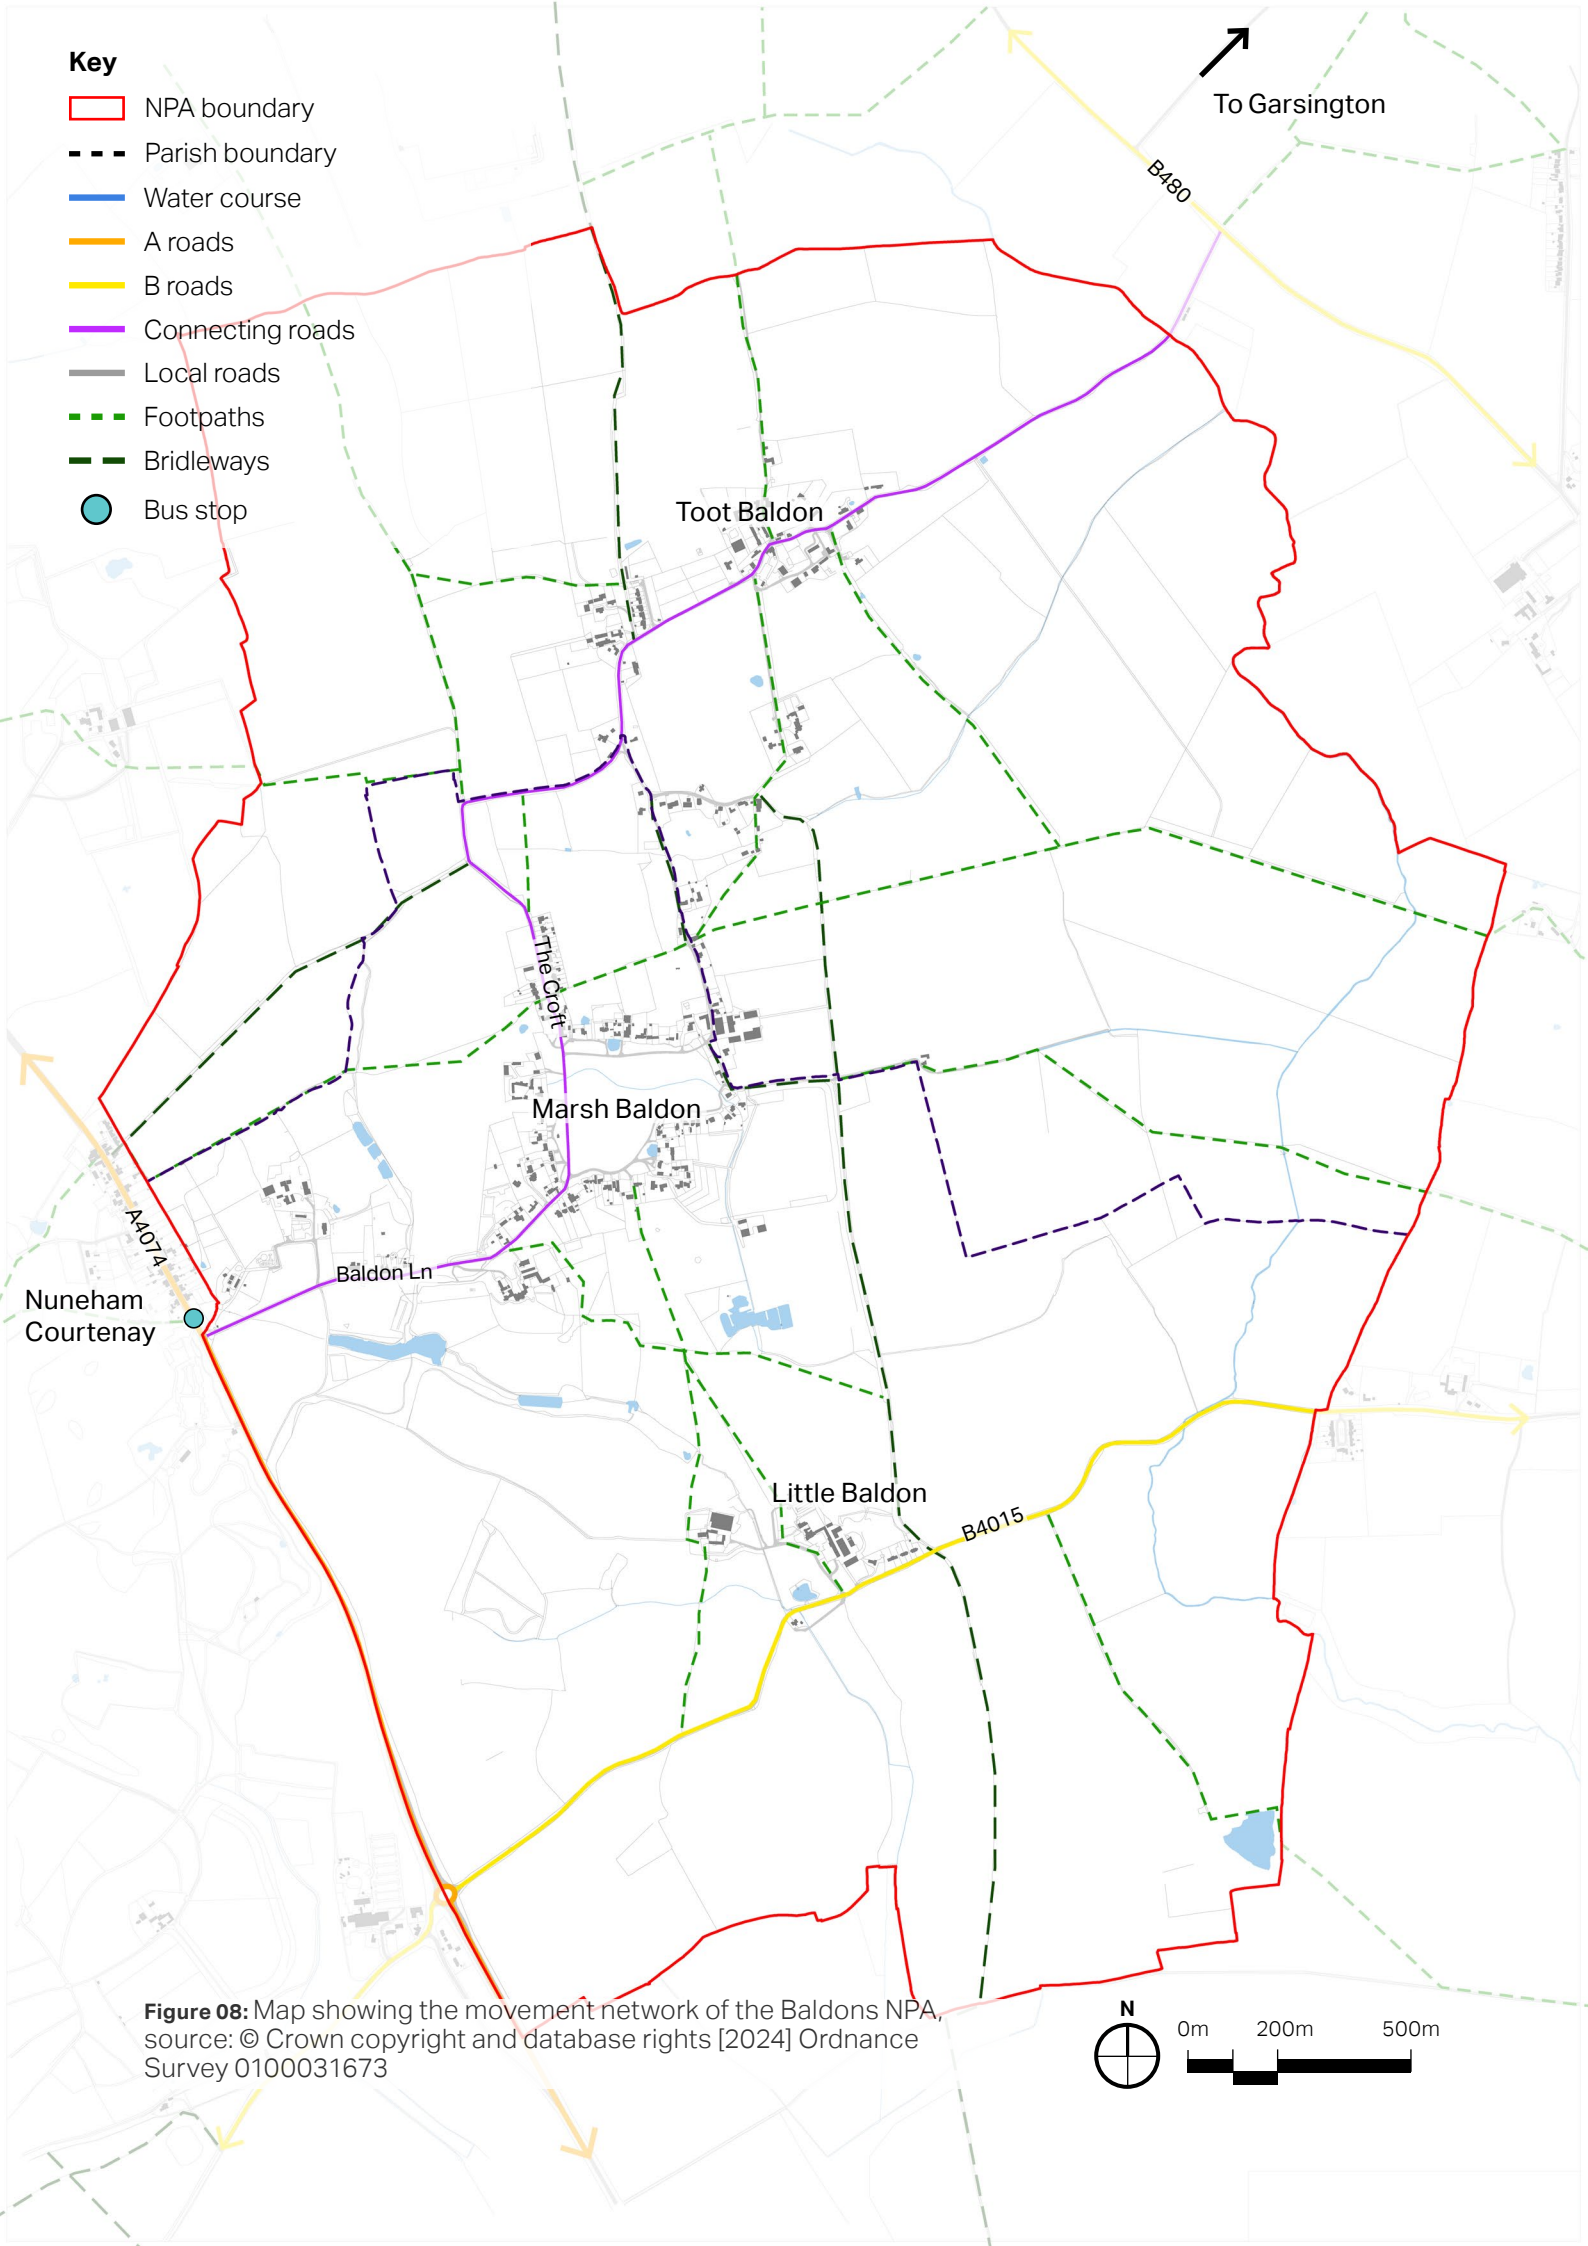 Key
NPA boundary
Parish boundary
Water course
A roads
B roads
Connecting roads
Local roads
Footpaths
Bridleways
Bus stop
To Garsington
B480
Toot Baldon
The Croft
Marsh Baldon
A4074
Baldon Ln
Nuneham
Courtenay
Little Baldon
B4015
Figure 08: Map showing the movement network of the Baldons NPA,
source: © Crown copyright and database rights [2024] Ordnance
Survey 0100031673
N
0m 200m 500m